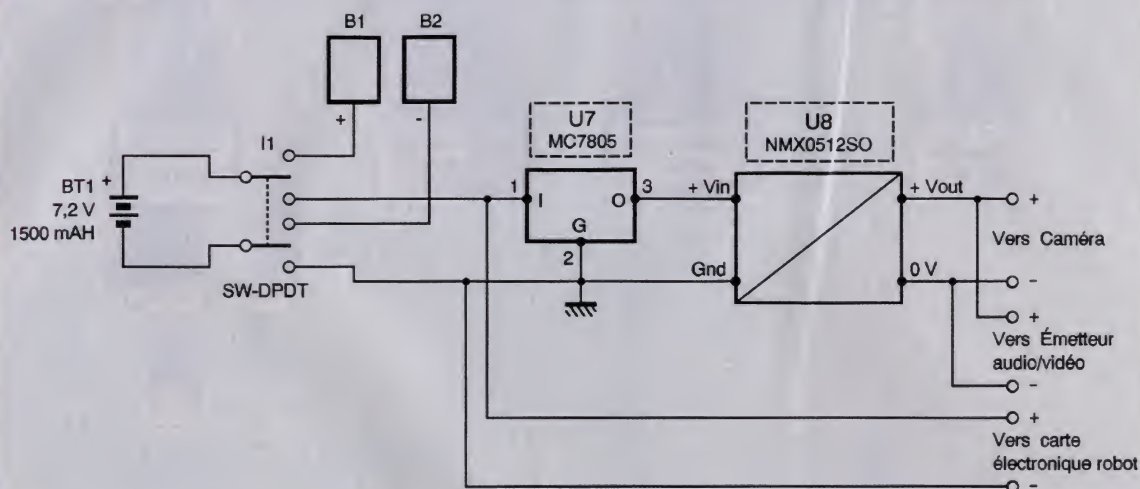 B1
B2
+
-
I1
BT1 +
7,2 V
1500 mAH
SW-DPDT
U7
MC7805
1
I
O
3
G
2
U8
NMX0512SO
+ Vin
+ Vout
Gnd
0 V
+
Vers Caméra
-
+
Vers Émetteur
audio/vidéo
-
+
Vers carte
électronique robot
-